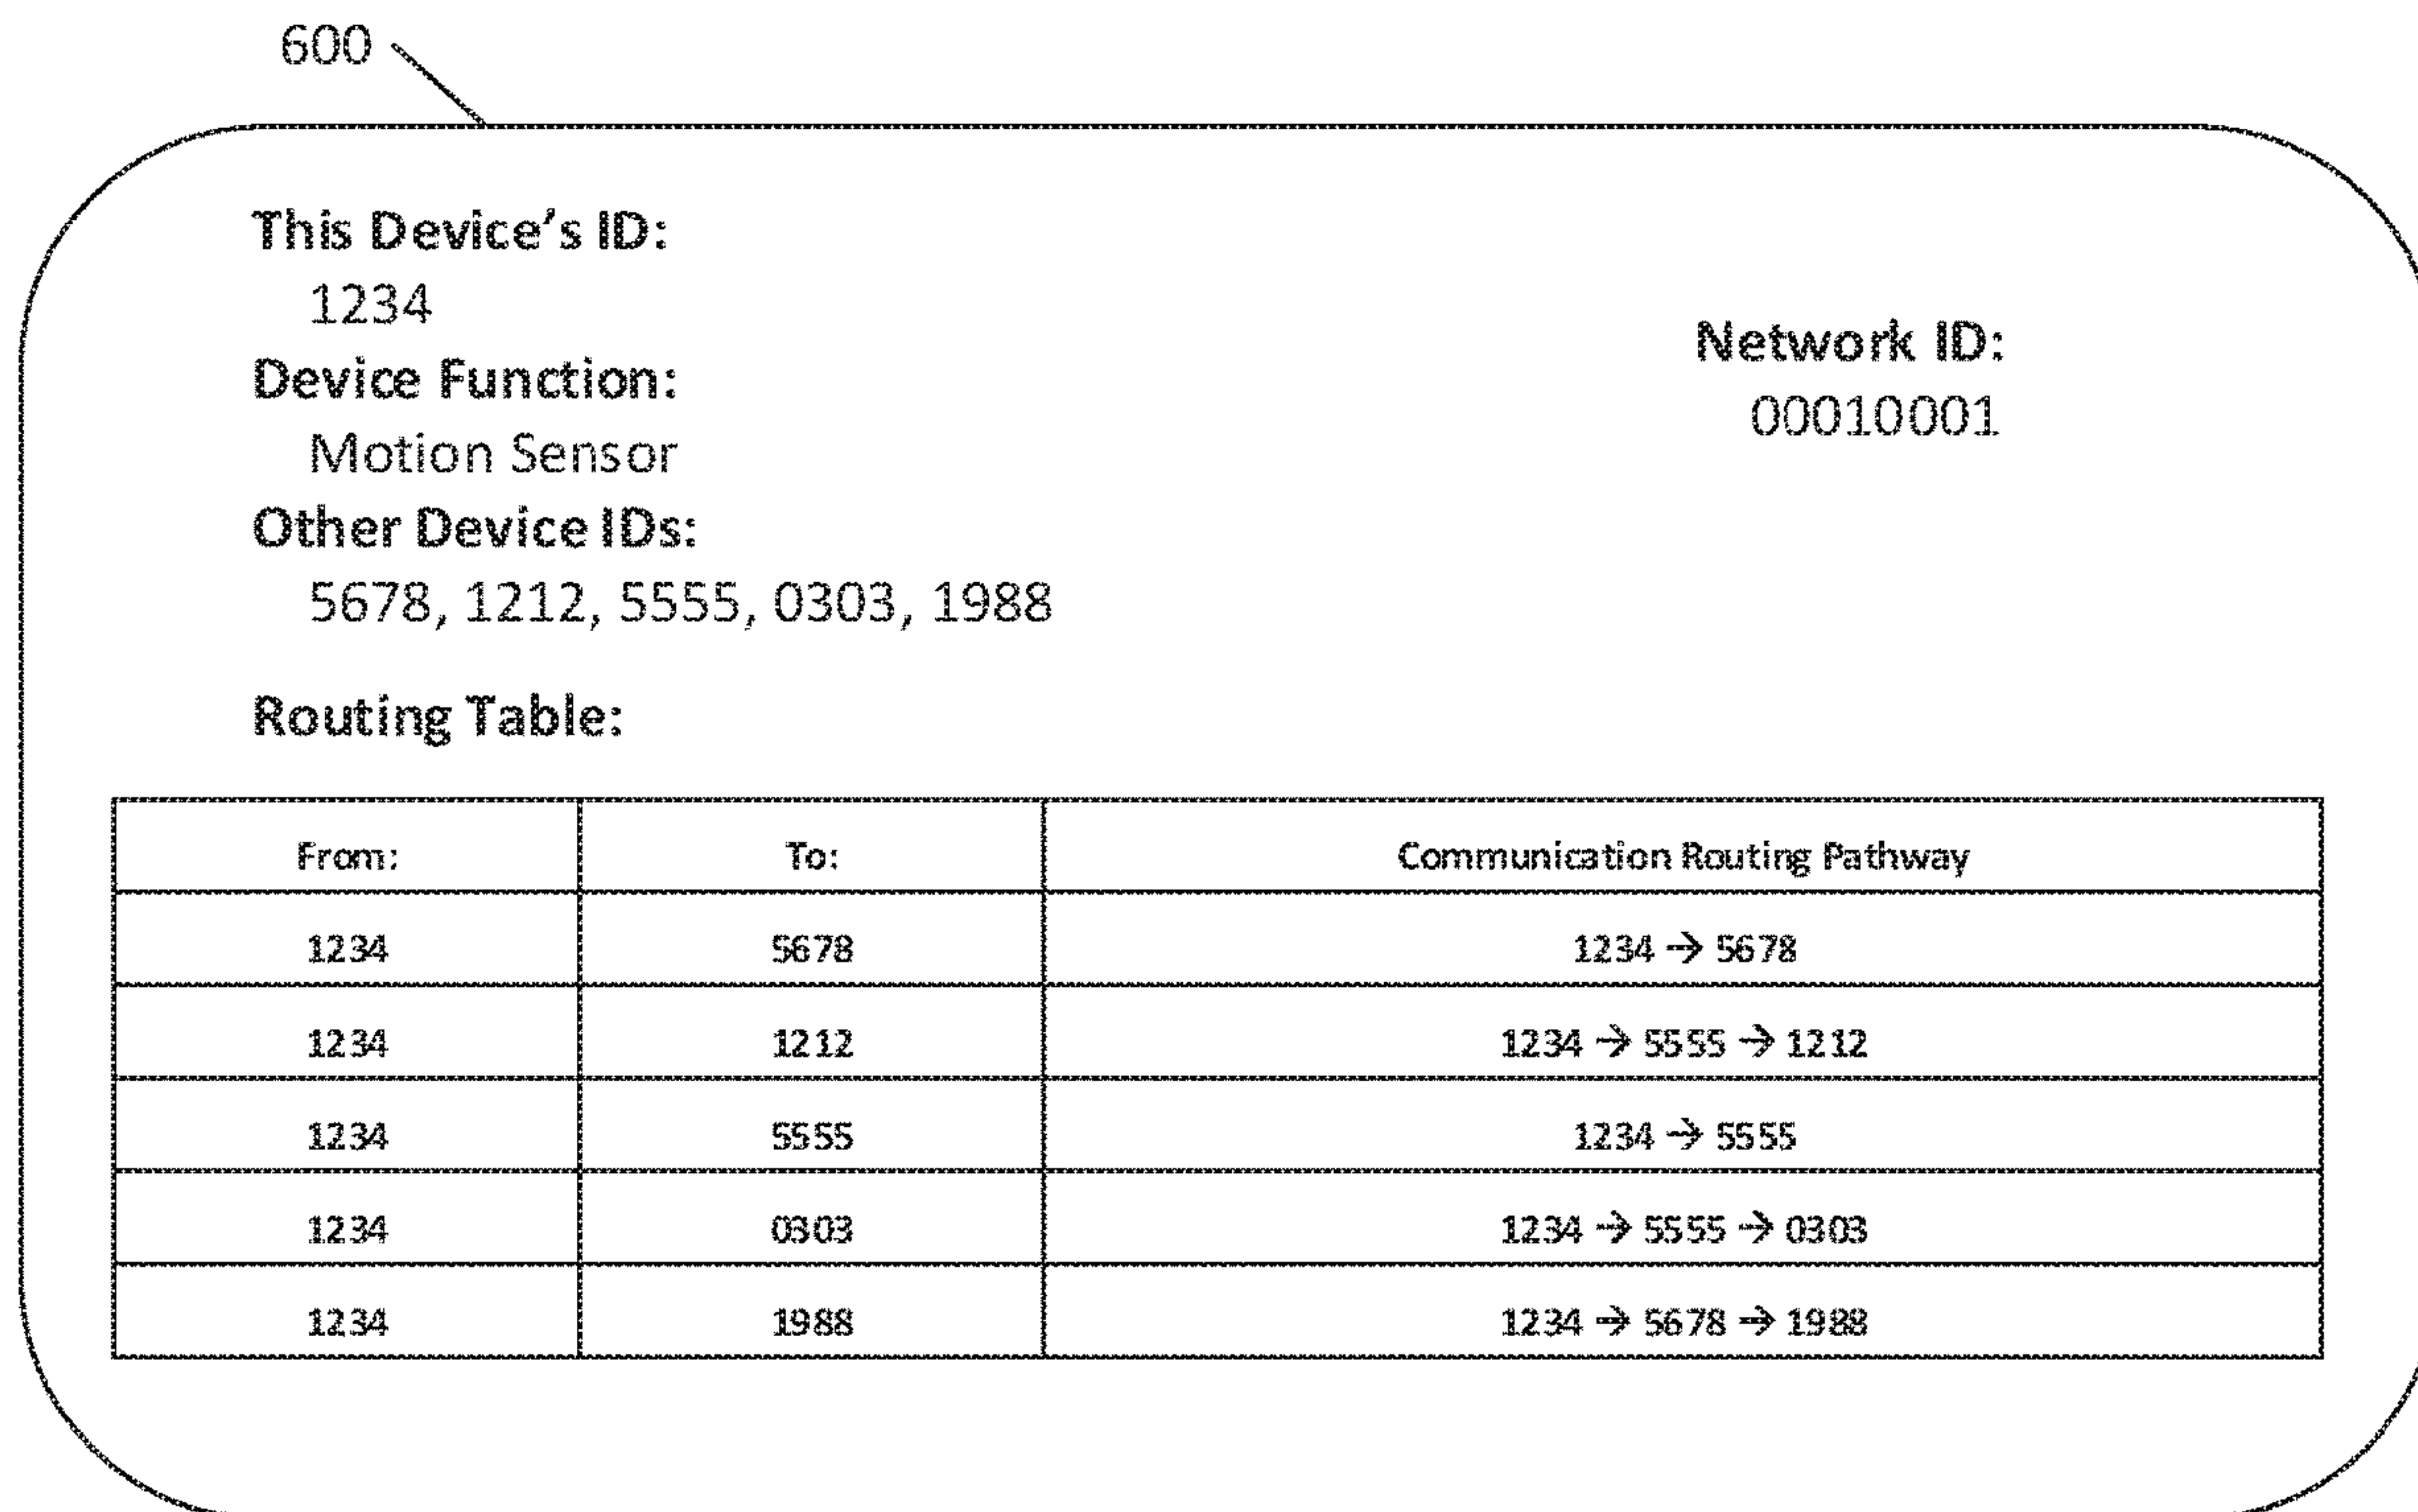 600
This Device’s ID:
1234
Device Function:
Motion Sensor
Other Device IDs:
5678, 1212, 5555, 0303, 1988
Network ID:
00010001
Routing Table:
From: To: Communication Routing Pathway
1234 5678 1234 → 5678
1234 1212 1234 → 5555 → 1212
1234 5555 1234 → 5555
1234 0303 1234 → 5555 → 0303
1234 1988 1234 → 5678 → 1988